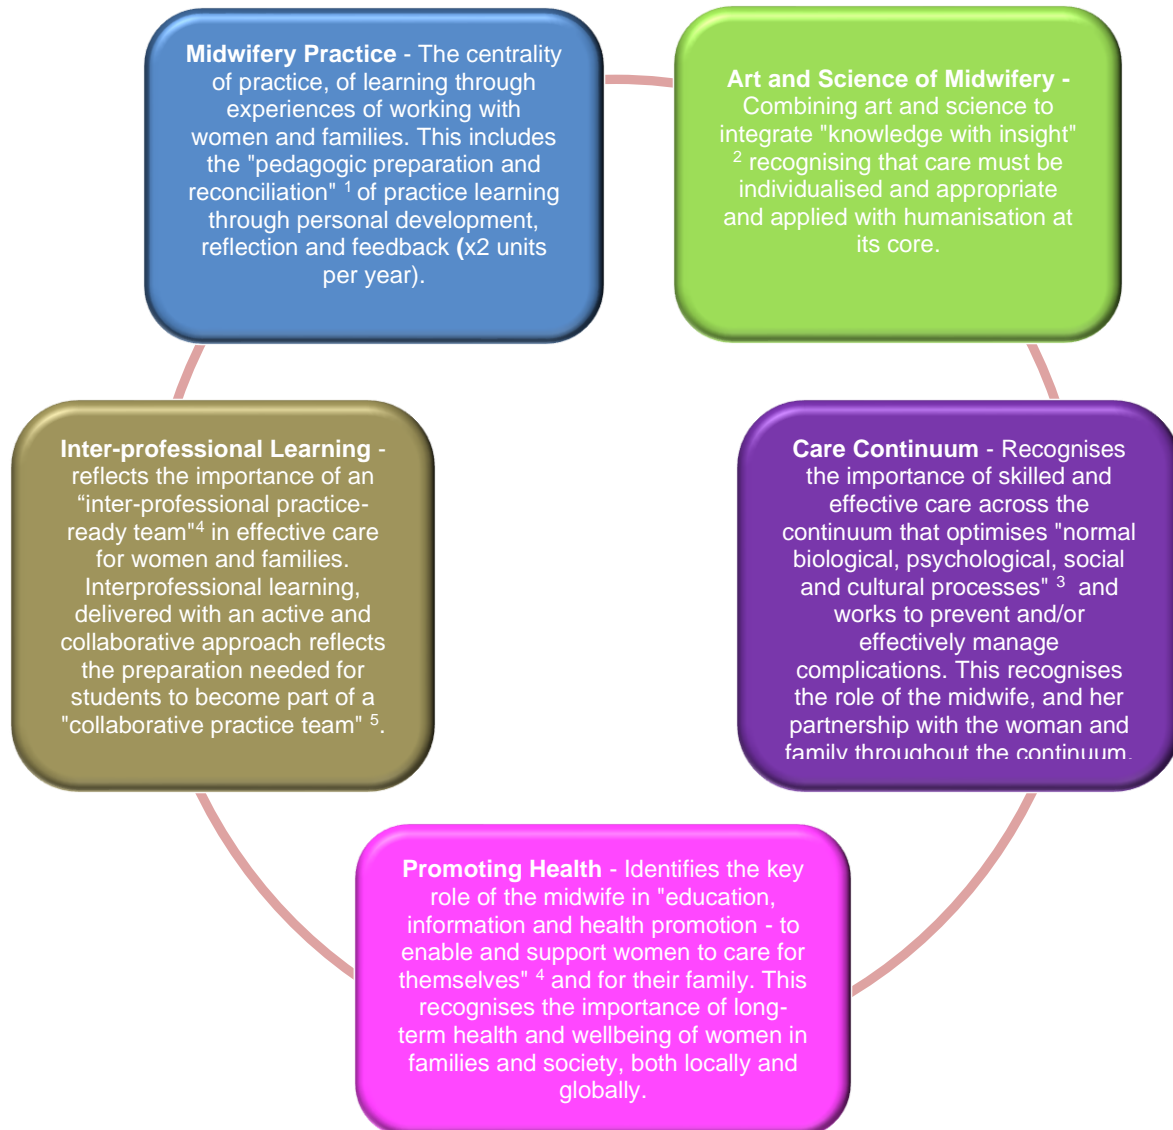 Midwifery Practice - The centrality
of practice, of learning through
experiences of working with
women and families. This includes
the "pedagogic preparation and
reconciliation" 1 of practice learning
through personal development,
reflection and feedback (x2 units
per year).
Art and Science of Midwifery -
Combining art and science to
integrate "knowledge with insight"
2 recognising that care must be
individualised and appropriate
and applied with humanisation at
its core.
Care Continuum - Recognises
the importance of skilled and
effective care across the
continuum that optimises "normal
biological, psychological, social
and cultural processes" 3 and
works to prevent and/or
effectively manage
complications. This recognises
the role of the midwife, and her
partnership with the woman and
family throughout the continuum.
Promoting Health - Identifies the key
role of the midwife in "education,
information and health promotion - to
enable and support women to care for
themselves" 4 and for their family. This
recognises the importance of long-
term health and wellbeing of women in
families and society, both locally and
globally.
Inter-professional Learning -
reflects the importance of an
“inter-professional practice-
ready team"4 in effective care
for women and families.
Interprofessional learning,
delivered with an active and
collaborative approach reflects
the preparation needed for
students to become part of a
"collaborative practice team" 5.